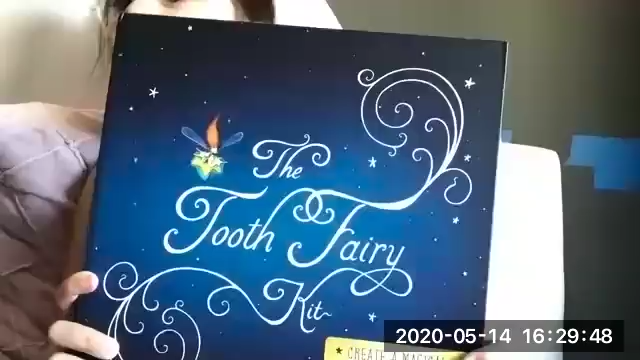 The
Tooth Fairy
Kit
CREATE A MAGICAL
2020-05-14 16:29:48